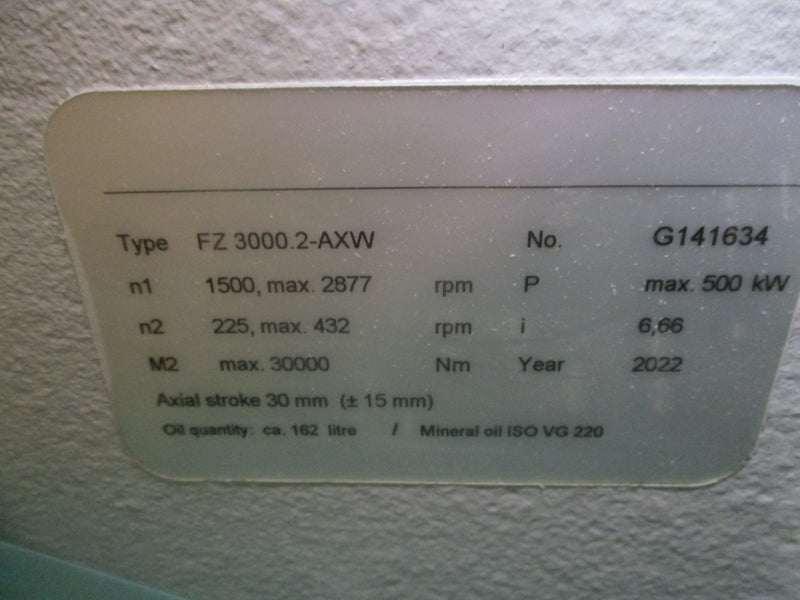 Type FZ 3000.2-AXW No. G141634
n1 1500, max. 2877 rpm P max. 500 kW
n2 225, max. 432 rpm i 6,66
M2 max. 30000 Nm Year 2022
Axial stroke 30 mm (± 15 mm)
Oil quantity: ca. 162 litre / Mineral oil ISO VG 220